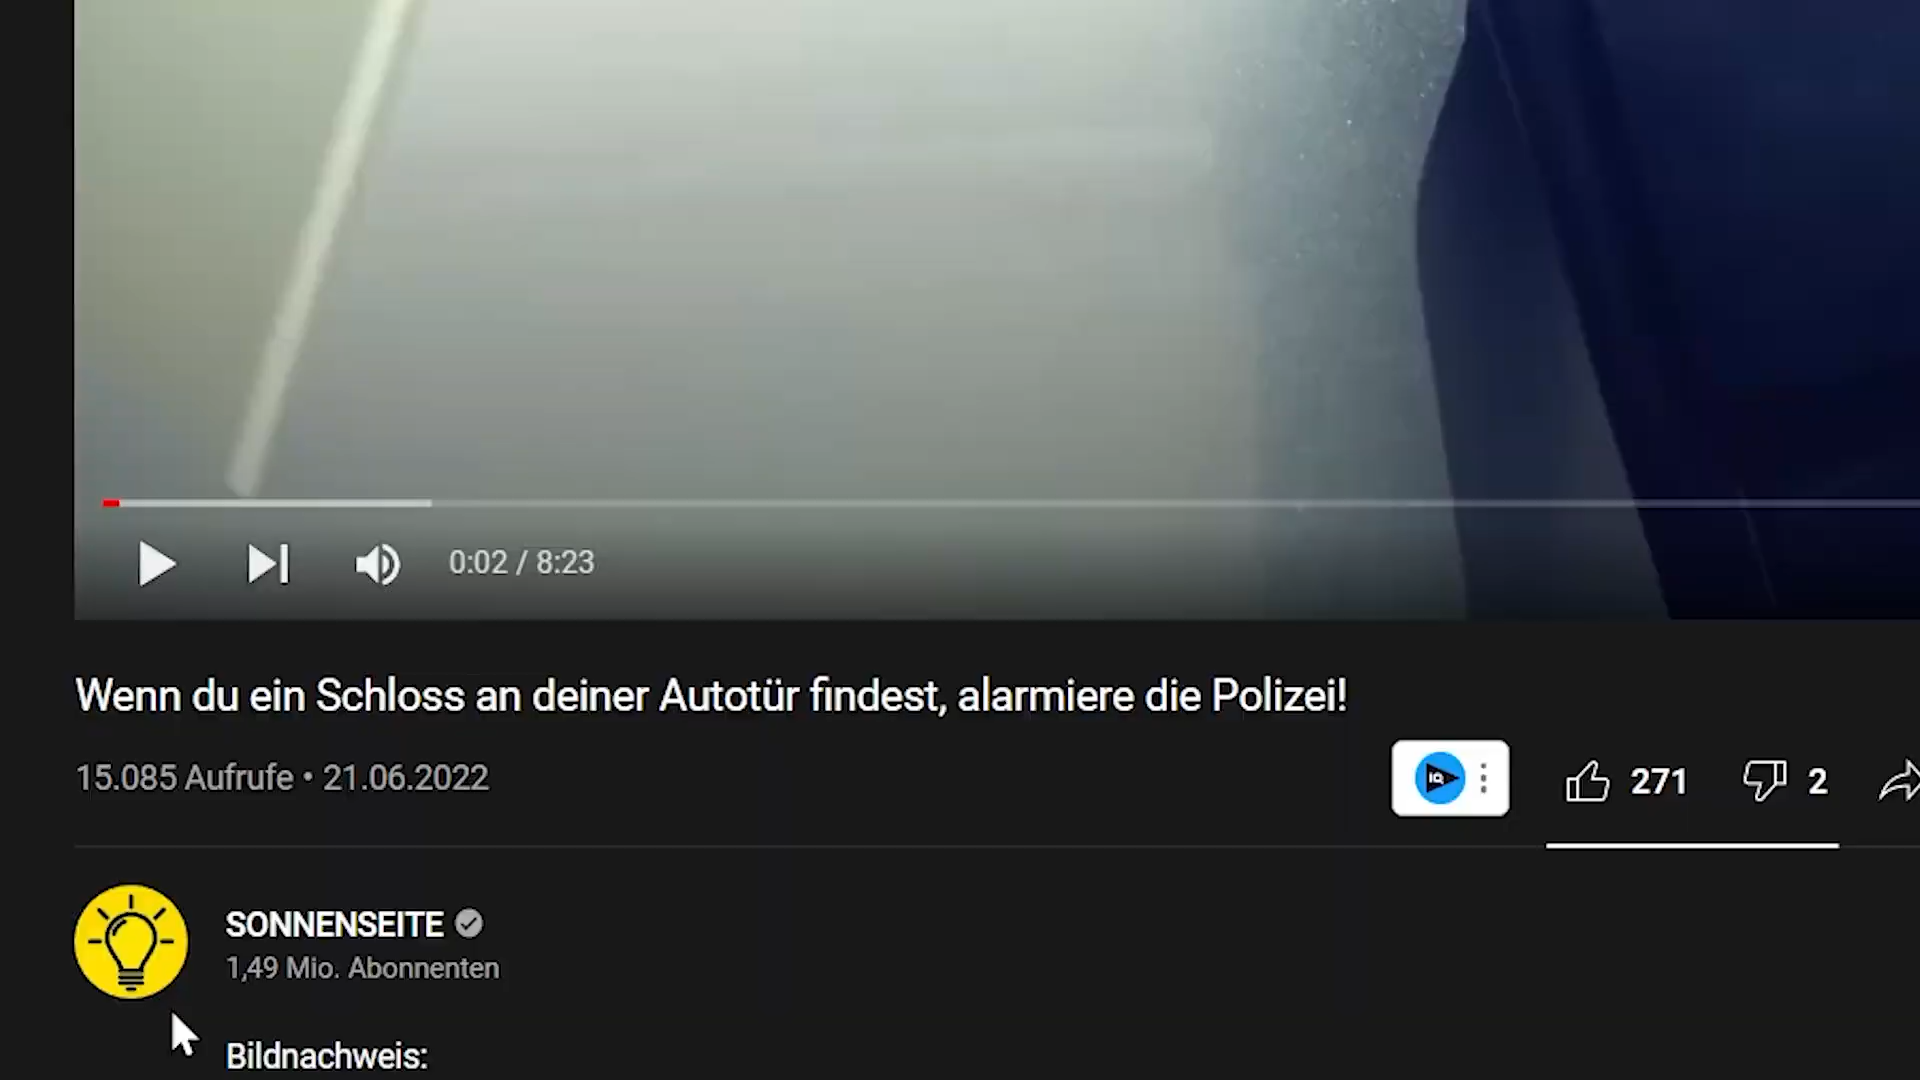 0:02 / 8:23
Wenn du ein Schloss an deiner Autotür findest, alarmiere die Polizei!
15.085 Aufrufe • 21.06.2022
IQ
271
2
SONNENSEITE
1,49 Mio. Abonnenten
Bildnachweis: